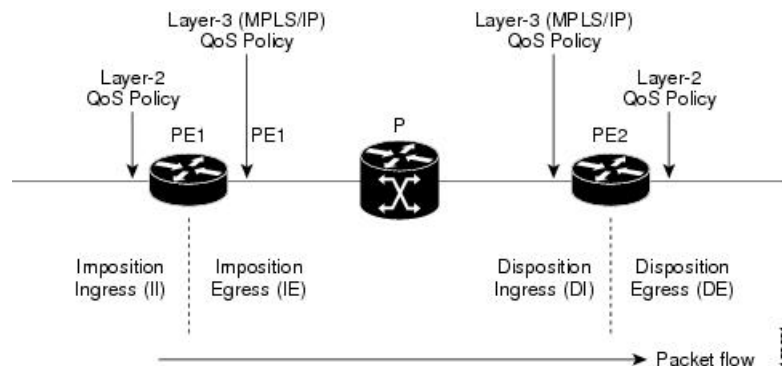 Layer-3 (MPLS/IP)
QoS Policy
Layer-3 (MPLS/IP)
QoS Policy
Layer-2
QoS Policy
Layer-2
QoS Policy
PE1
PE1
P
PE2
Imposition
Ingress (II)
Imposition
Egress (IE)
Disposition
Ingress (DI)
Disposition
Egress (DE)
Packet flow